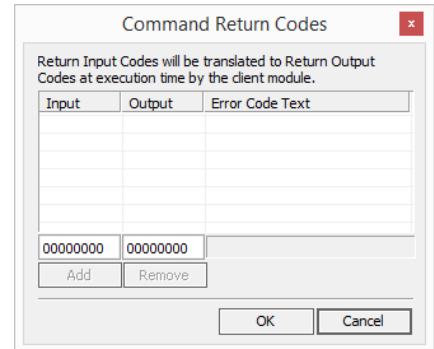 Command Return Codes
x
Return Input Codes will be translated to Return Output
Codes at execution time by the client module.
Input Output Error Code Text
00000000 00000000
Add Remove
OK Cancel